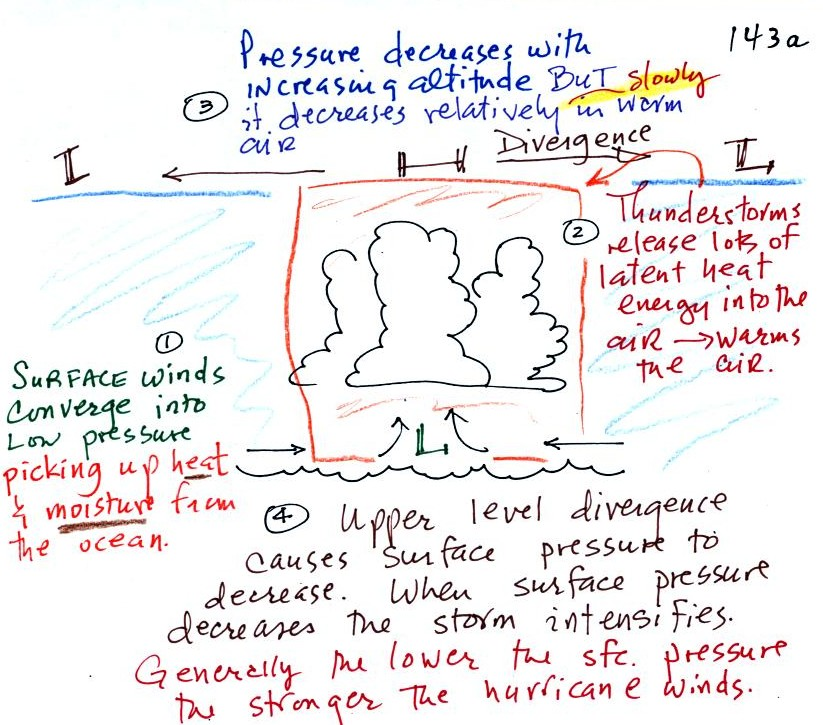 143a
Pressure decreases with
increasing altitude BUT slowly
③ it decreases relatively in warm
air
Divergence
L H L
②
Thunderstorms
release lots of
latent heat
energy into the
air → warms
the air.
①
SURFACE winds
converge into
Low pressure
picking up heat
& moisture from
the ocean.
L
④ Upper level divergence
causes surface pressure to
decrease. When surface pressure
decreases the storm intensifies.
Generally the lower the sfc. pressure
the stronger the hurricane winds.